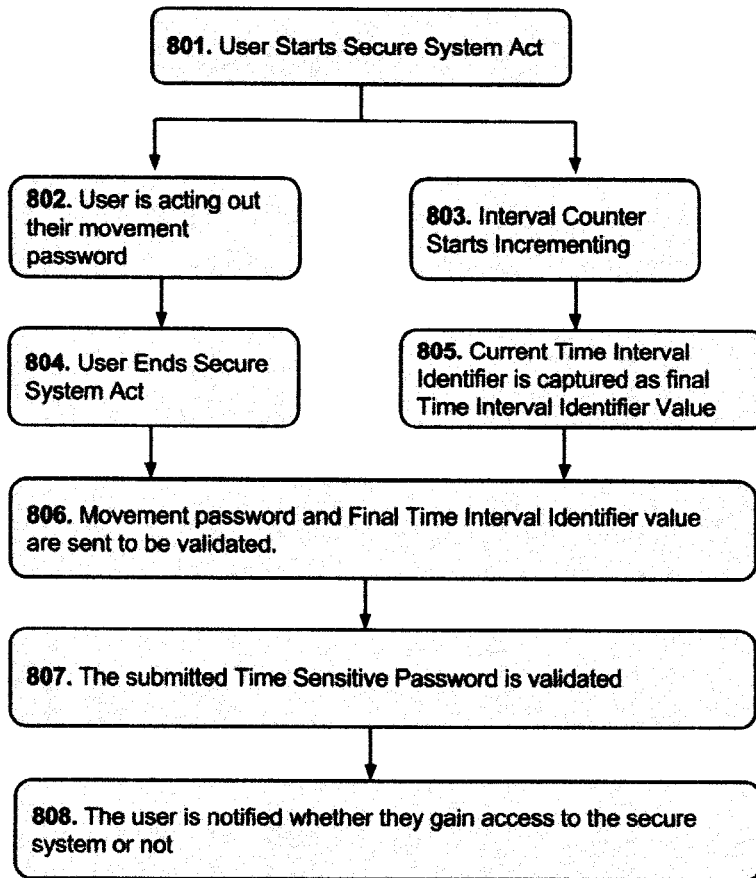 801. User Starts Secure System Act
802. User is acting out
their movement
password
803. Interval Counter
Starts Incrementing
804. User Ends Secure
System Act
805. Current Time Interval
Identifier is captured as final
Time Interval Identifier Value
806. Movement password and Final Time Interval Identifier value
are sent to be validated.
807. The submitted Time Sensitive Password is validated
808. The user is notified whether they gain access to the secure
system or not